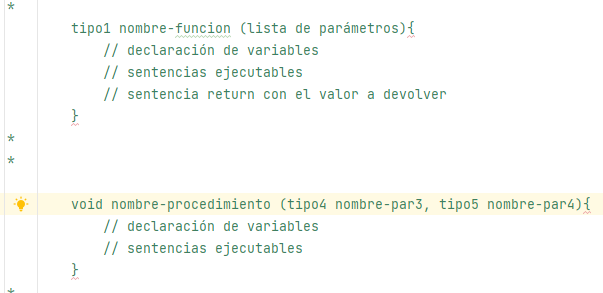 *
tipo1 nombre-funcion (lista de parámetros){
// declaración de variables
// sentencias ejecutables
// sentencia return con el valor a devolver
}
*
*
void nombre-procedimiento (tipo4 nombre-par3, tipo5 nombre-par4){
// declaración de variables
// sentencias ejecutables
}
*